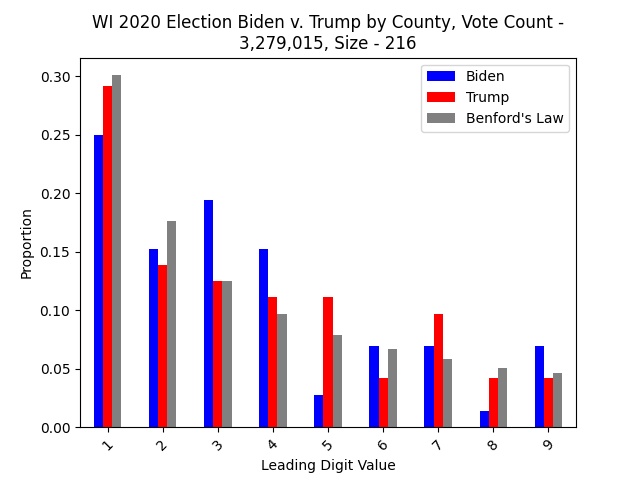 WI 2020 Election Biden v. Trump by County, Vote Count -
3,279,015, Size - 216
Biden
Trump
Benford's Law
Proportion
0.30
0.25
0.20
0.15
0.10
0.05
0.00
1 2 3 4 5 6 7 8 9
Leading Digit Value